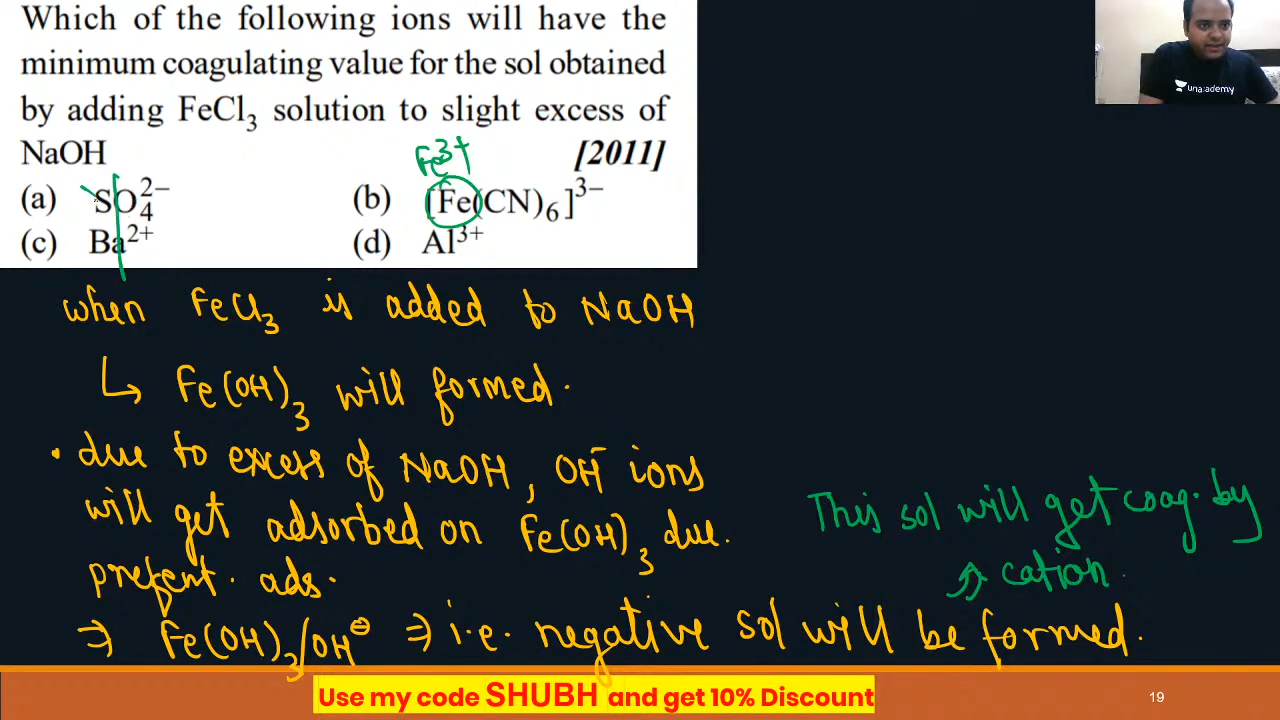 Which of the following ions will have the
minimum coagulating value for the sol obtained
by adding FeCl₃ solution to slight excess of
NaOH [2011]
Fe³⁺
(a) SO₄²⁻ (b) [Fe(CN)₆]³⁻
(c) Ba²⁺ (d) Al³⁺
when FeCl₃ is added to NaOH
↳ Fe(OH)₃ will formed.
• due to excess of NaOH, OH⁻ ions
will get adsorbed on Fe(OH)₃ due.
prefent. ads.
⇒ Fe(OH)₃/OH⊖ ⇒ i.e. negative sol will be formed.
This sol will get coag. by
cation.
unacademy
Use my code SHUBH and get 10% Discount
19